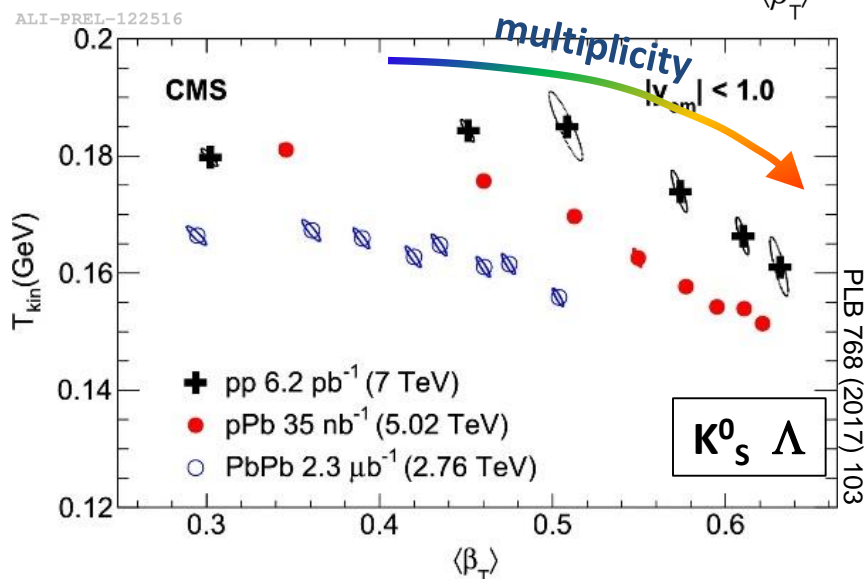 ALI-PREL-122516
⟨β_T⟩
multiplicity
CMS
|y_cm| < 1.0
0.2
0.18
0.16
0.14
0.12
T_kin(GeV)
pp 6.2 pb⁻¹ (7 TeV)
pPb 35 nb⁻¹ (5.02 TeV)
PbPb 2.3 μb⁻¹ (2.76 TeV)
K⁰_S Λ
0.3 0.4 0.5 0.6
⟨β_T⟩
PLB 768 (2017) 103